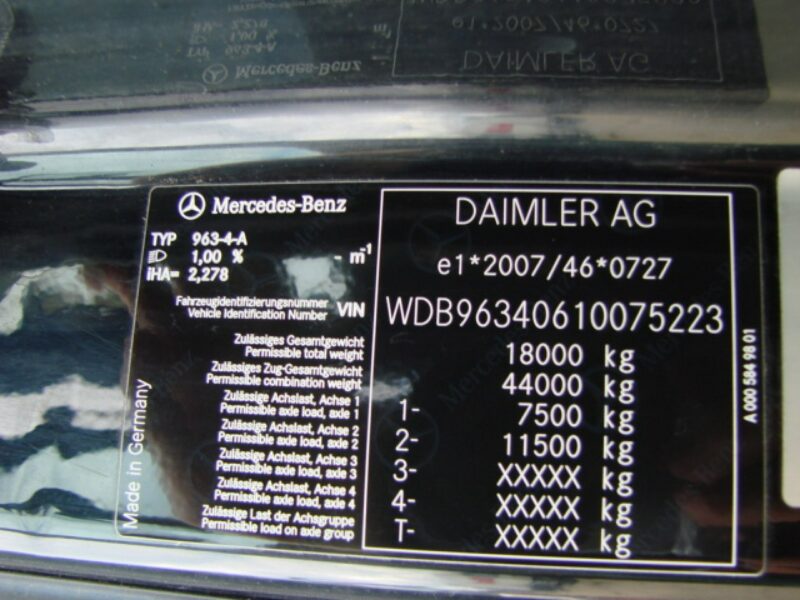 Mercedes-Benz
DAIMLER AG
TYP 963-4-A
1,00 % - m-1
iHA= 2,278
e1*2007/46*0727
Fahrzeugidentifizierungsnummer
Vehicle Identification Number VIN
WDB96340610075223
Zulässiges Gesamtgewicht
Permissible total weight
18000 kg
Zulässiges Zug-Gesamtgewicht
Permissible combination weight
44000 kg
Zulässige Achslast, Achse 1
Permissible axle load, axle 1
1- 7500 kg
Zulässige Achslast, Achse 2
Permissible axle load, axle 2
2- 11500 kg
Zulässige Achslast, Achse 3
Permissible axle load, axle 3
3- XXXXX kg
Zulässige Achslast, Achse 4
Permissible axle load, axle 4
4- XXXXX kg
Zulässige Last der Achsgruppe
Permissible load on axle group
T- XXXXX kg
Made in Germany
A 000 584 98 01